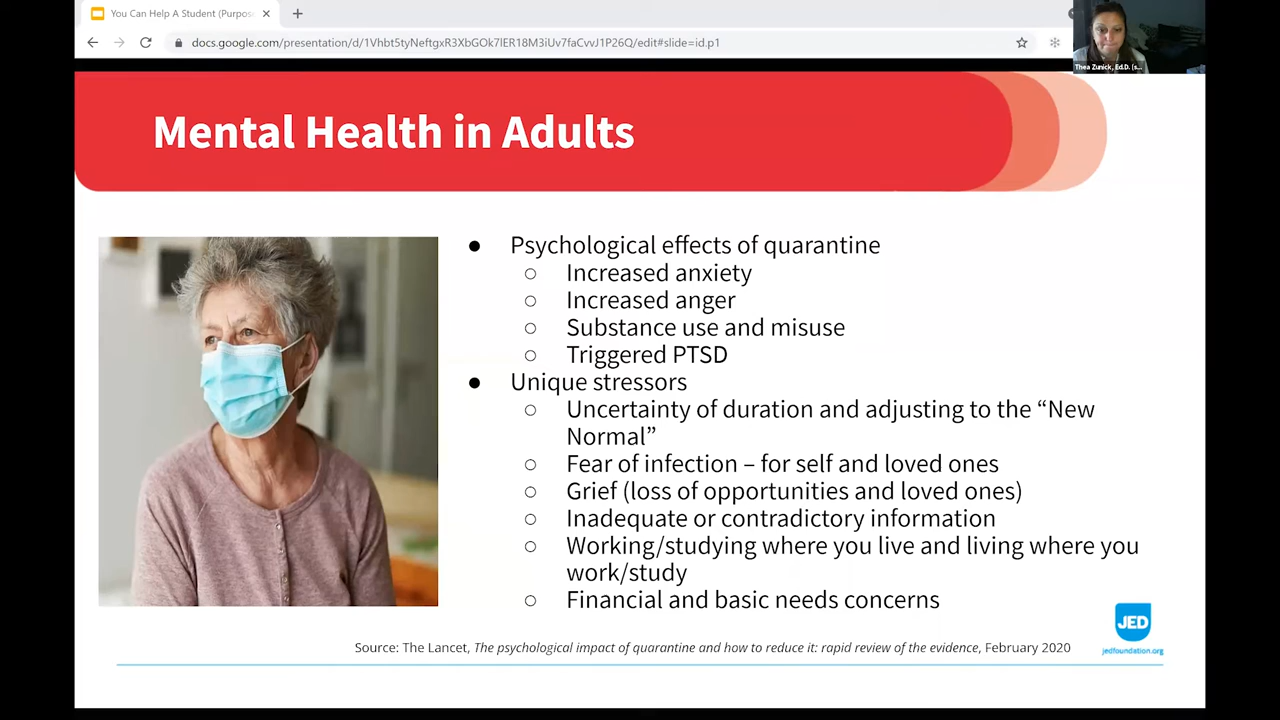 You Can Help A Student (Purpos
docs.google.com/presentation/d/1Vhbt5tyNeftgxR3XbGOl97lER18M3iUv7faCvvJ1P26Q/edit#slide=id.p1
Thea Zunick, Ed.D. (s...
Mental Health in Adults
● Psychological effects of quarantine
○ Increased anxiety
○ Increased anger
○ Substance use and misuse
○ Triggered PTSD
● Unique stressors
○ Uncertainty of duration and adjusting to the “New
Normal”
○ Fear of infection – for self and loved ones
○ Grief (loss of opportunities and loved ones)
○ Inadequate or contradictory information
○ Working/studying where you live and living where you
work/study
○ Financial and basic needs concerns
JED
jedfoundation.org
Source: The Lancet, The psychological impact of quarantine and how to reduce it: rapid review of the evidence, February 2020